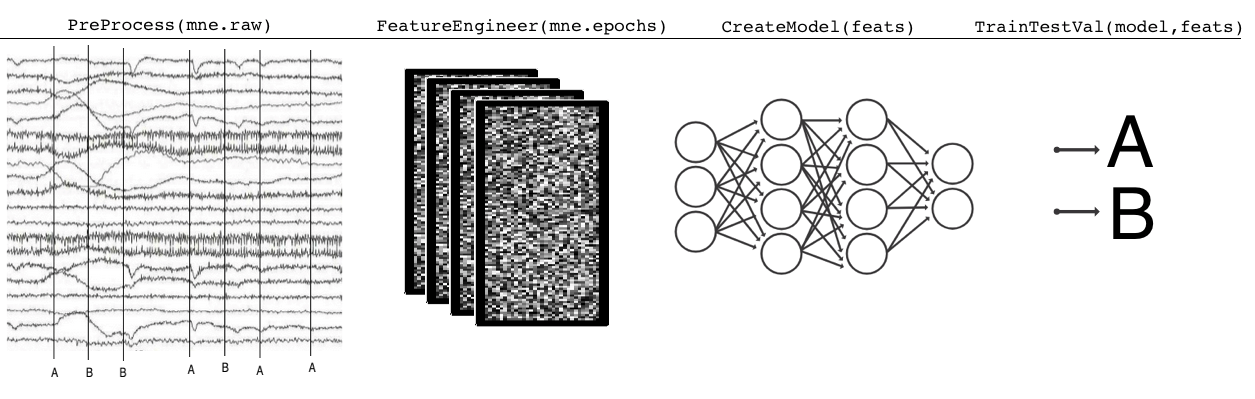 PreProcess(mne.raw)
FeatureEngineer(mne.epochs)
CreateModel(feats)
TrainTestVal(model,feats)
A
B
A B B A B A A